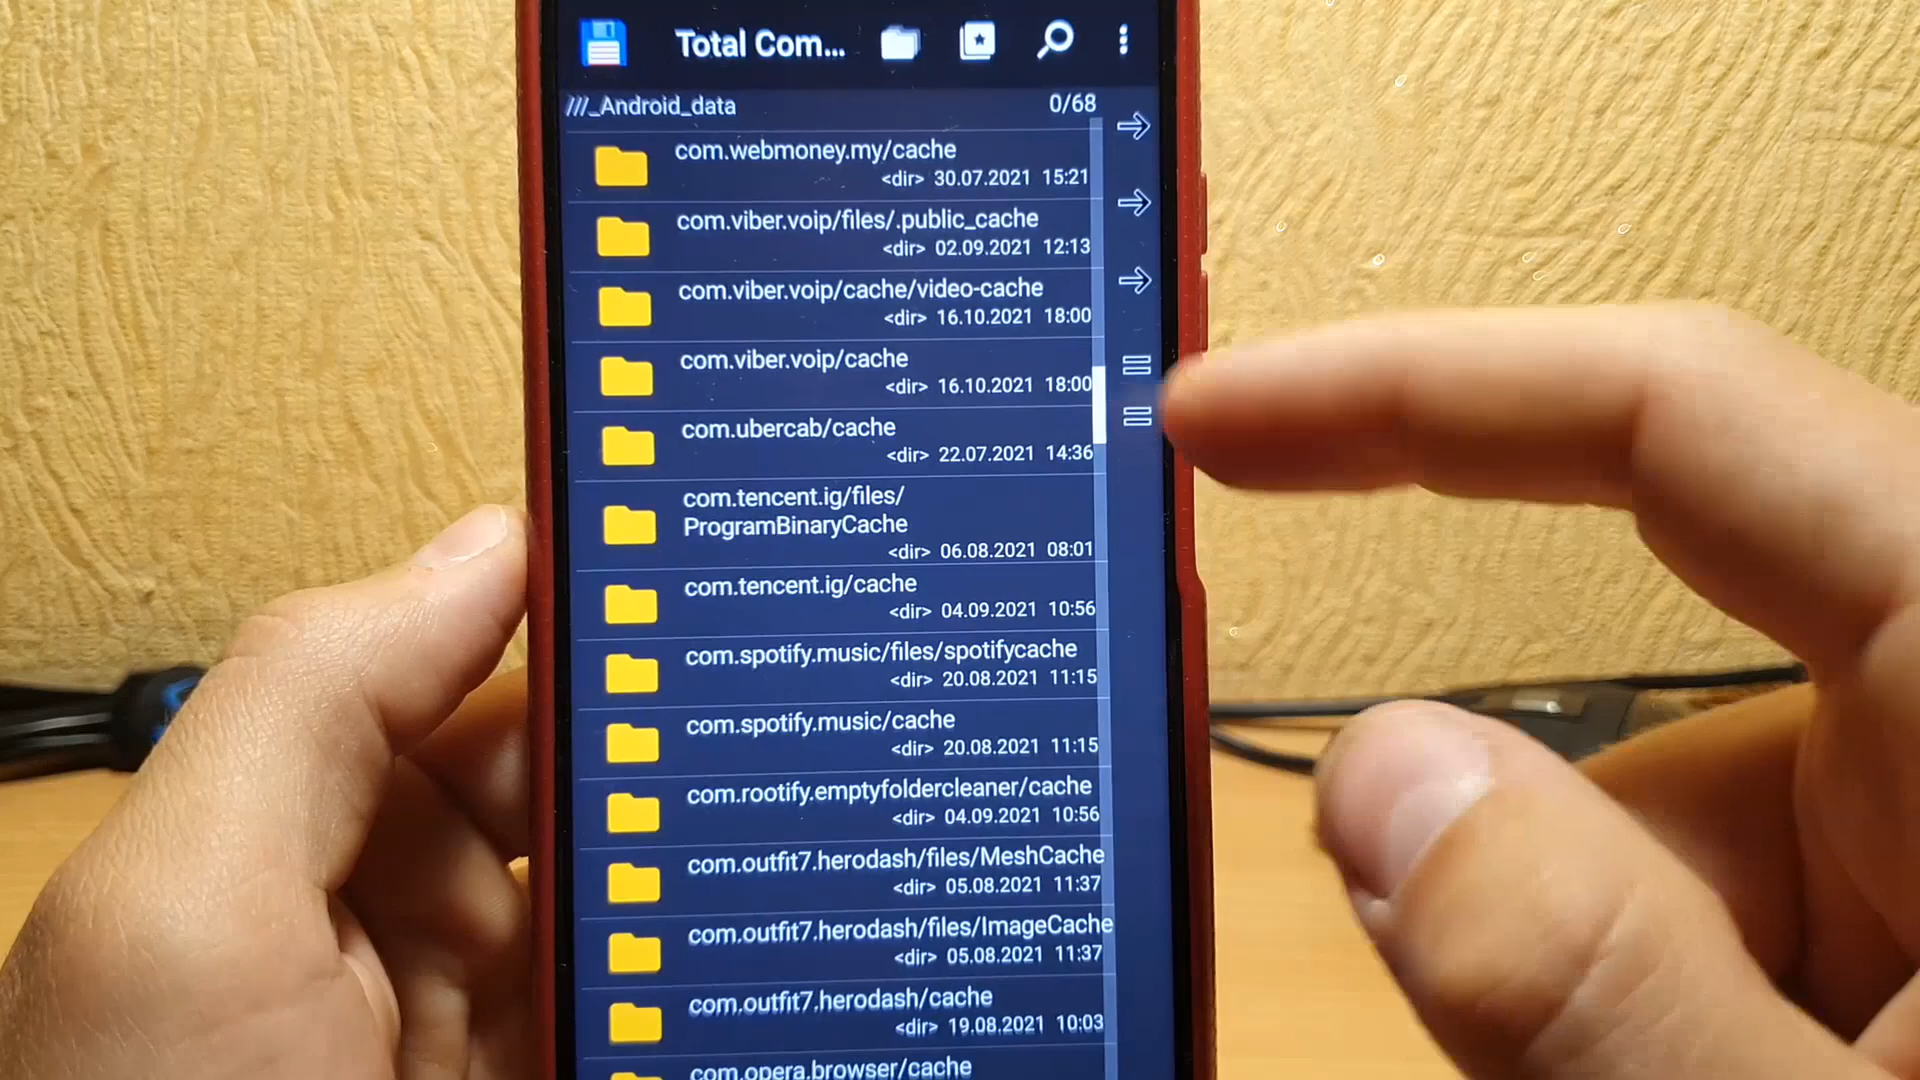 Total Com...
///_Android_data 0/68
com.webmoney.my/cache
<dir> 30.07.2021 15:21
com.viber.voip/files/.public_cache
<dir> 02.09.2021 12:13
com.viber.voip/cache/video-cache
<dir> 16.10.2021 18:00
com.viber.voip/cache
<dir> 16.10.2021 18:00
com.ubercab/cache
<dir> 22.07.2021 14:36
com.tencent.ig/files/
ProgramBinaryCache
<dir> 06.08.2021 08:01
com.tencent.ig/cache
<dir> 04.09.2021 10:56
com.spotify.music/files/spotifycache
<dir> 20.08.2021 11:15
com.spotify.music/cache
<dir> 20.08.2021 11:15
com.rootify.emptyfoldercleaner/cache
<dir> 04.09.2021 10:56
com.outfit7.herodash/files/MeshCache
<dir> 05.08.2021 11:37
com.outfit7.herodash/files/ImageCache
<dir> 05.08.2021 11:37
com.outfit7.herodash/cache
<dir> 19.08.2021 10:03
com.opera.browser/cache